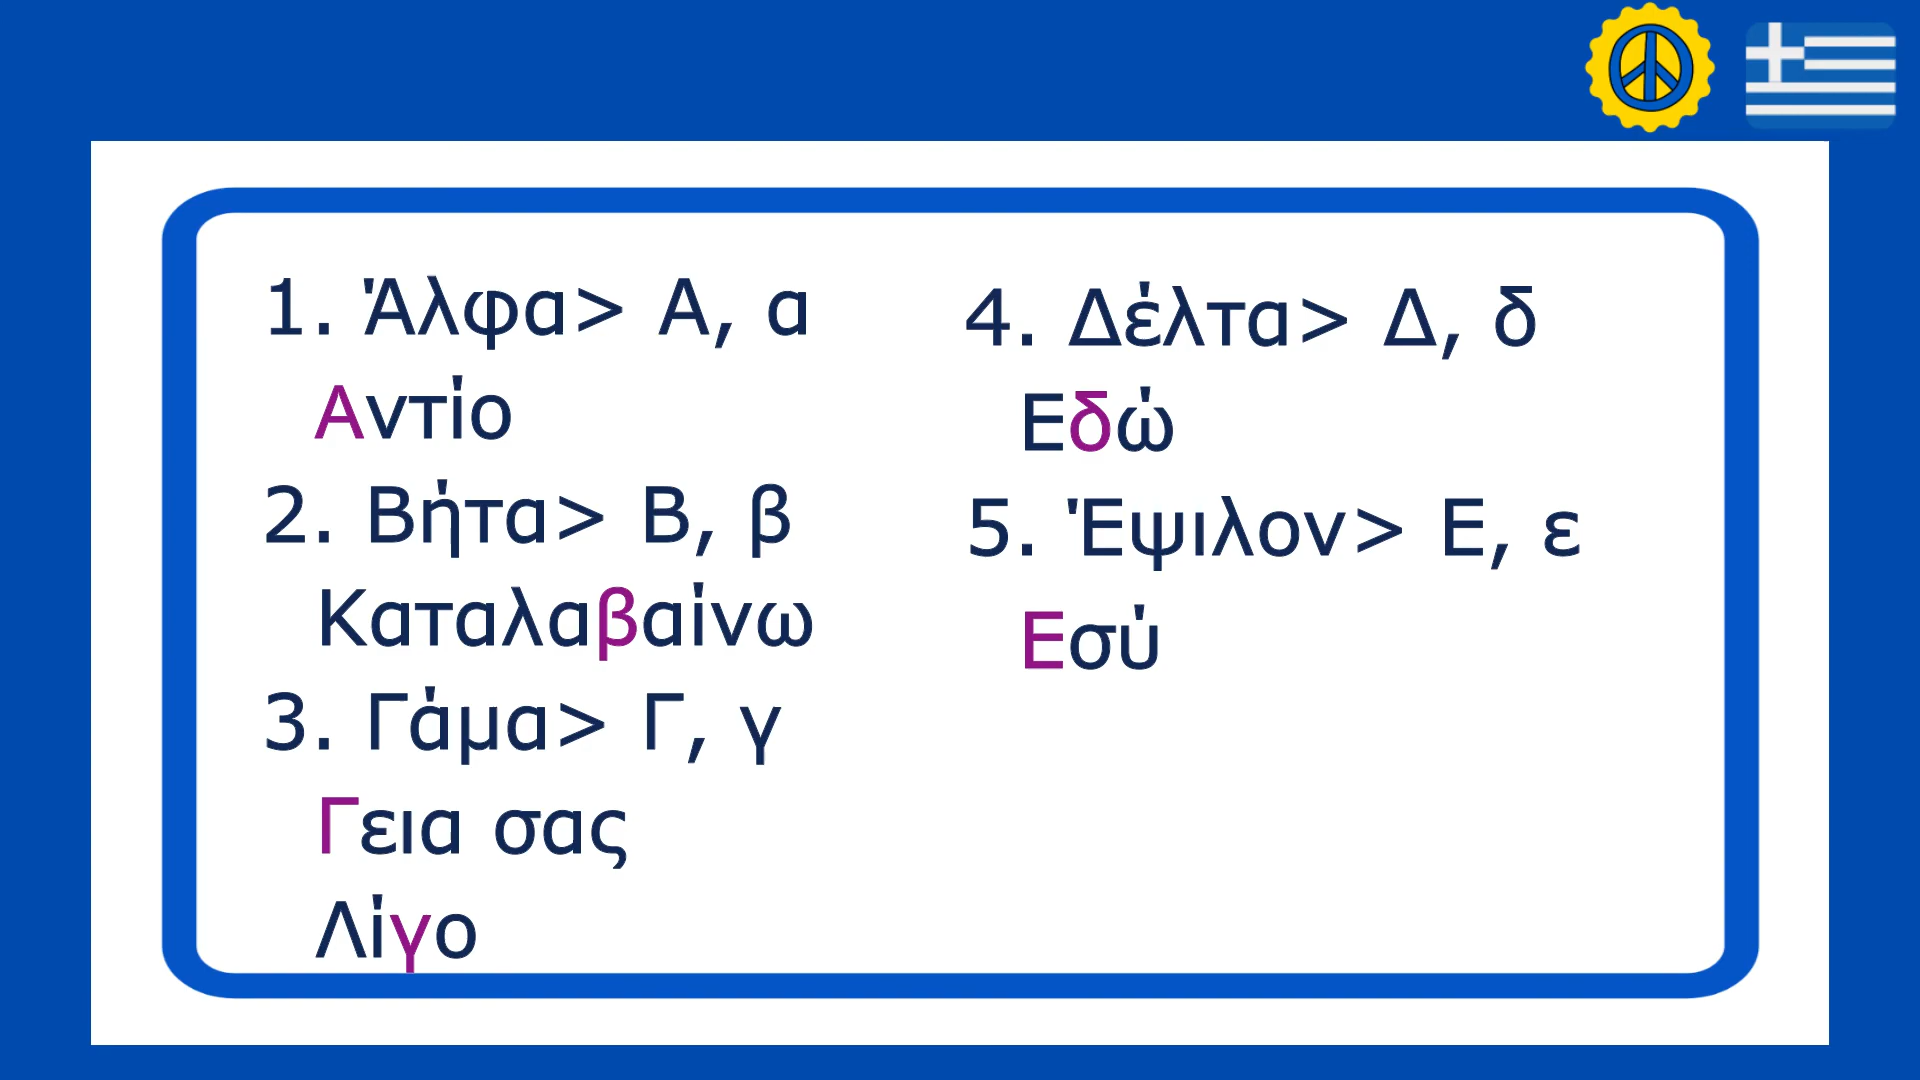 1. Άλφα> Α, α
Αντίο
2. Βήτα> Β, β
Καταλαβαίνω
3. Γάμα> Γ, γ
Γεια σας
Λίγο
4. Δέλτα> Δ, δ
Εδώ
5. Έψιλον> Ε, ε
Εσύ